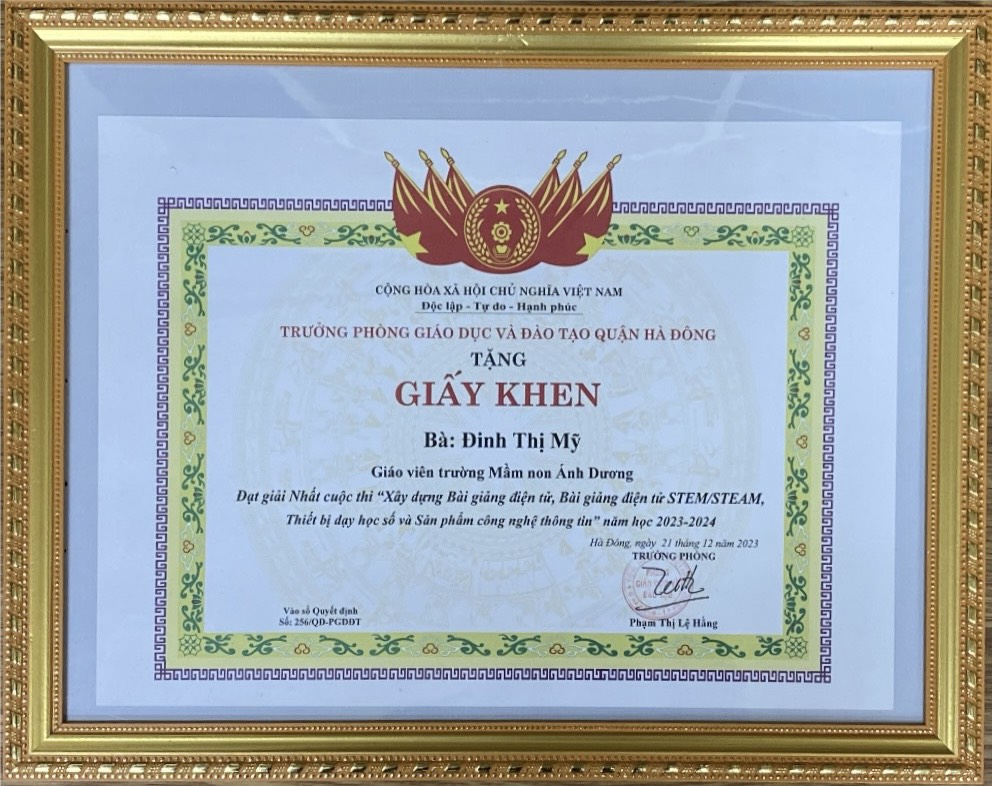 CỘNG HÒA XÃ HỘI CHỦ NGHĨA VIỆT NAM
Độc lập - Tự do - Hạnh phúc
TRƯỞNG PHÒNG GIÁO DỤC VÀ ĐÀO TẠO QUẬN HÀ ĐÔNG
TẶNG
GIẤY KHEN
Bà: Đinh Thị Mỹ
Giáo viên trường Mầm non Ánh Dương
Đạt giải Nhất cuộc thi “Xây dựng Bài giảng điện tử, Bài giảng điện tử STEM/STEAM,
Thiết bị dạy học số và Sản phẩm công nghệ thông tin” năm học 2023-2024
Hà Đông, ngày 21 tháng 12 năm 2023
TRƯỞNG PHÒNG
Phạm Thị Lệ Hằng
Vào sổ Quyết định
Số: 256/QĐ-PGDĐT